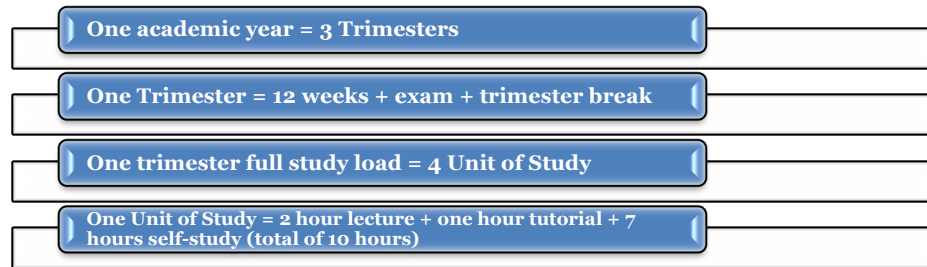 One academic year = 3 Trimesters
One Trimester = 12 weeks + exam + trimester break
One trimester full study load = 4 Unit of Study
One Unit of Study = 2 hour lecture + one hour tutorial + 7
hours self-study (total of 10 hours)